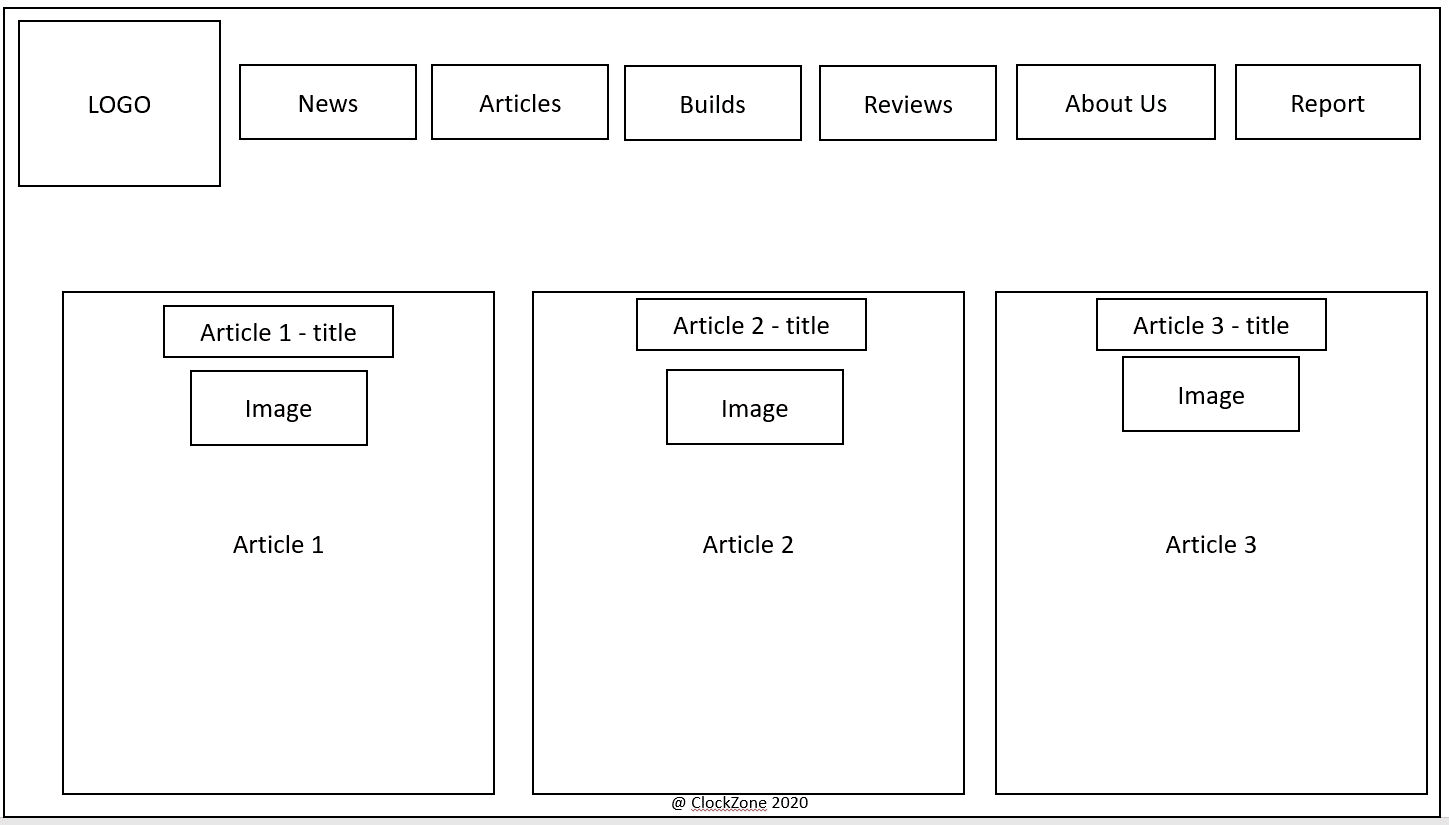 LOGO
News
Articles
Builds
Reviews
About Us
Report
Article 1 - title
Image
Article 1
Article 2 - title
Image
Article 2
Article 3 - title
Image
Article 3
@ ClockZone 2020